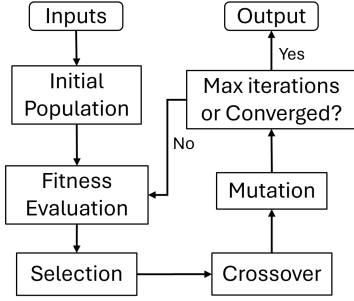 Inputs
Output
Yes
Initial
Population
Max iterations
or Converged?
No
Fitness
Evaluation
Mutation
Selection
Crossover